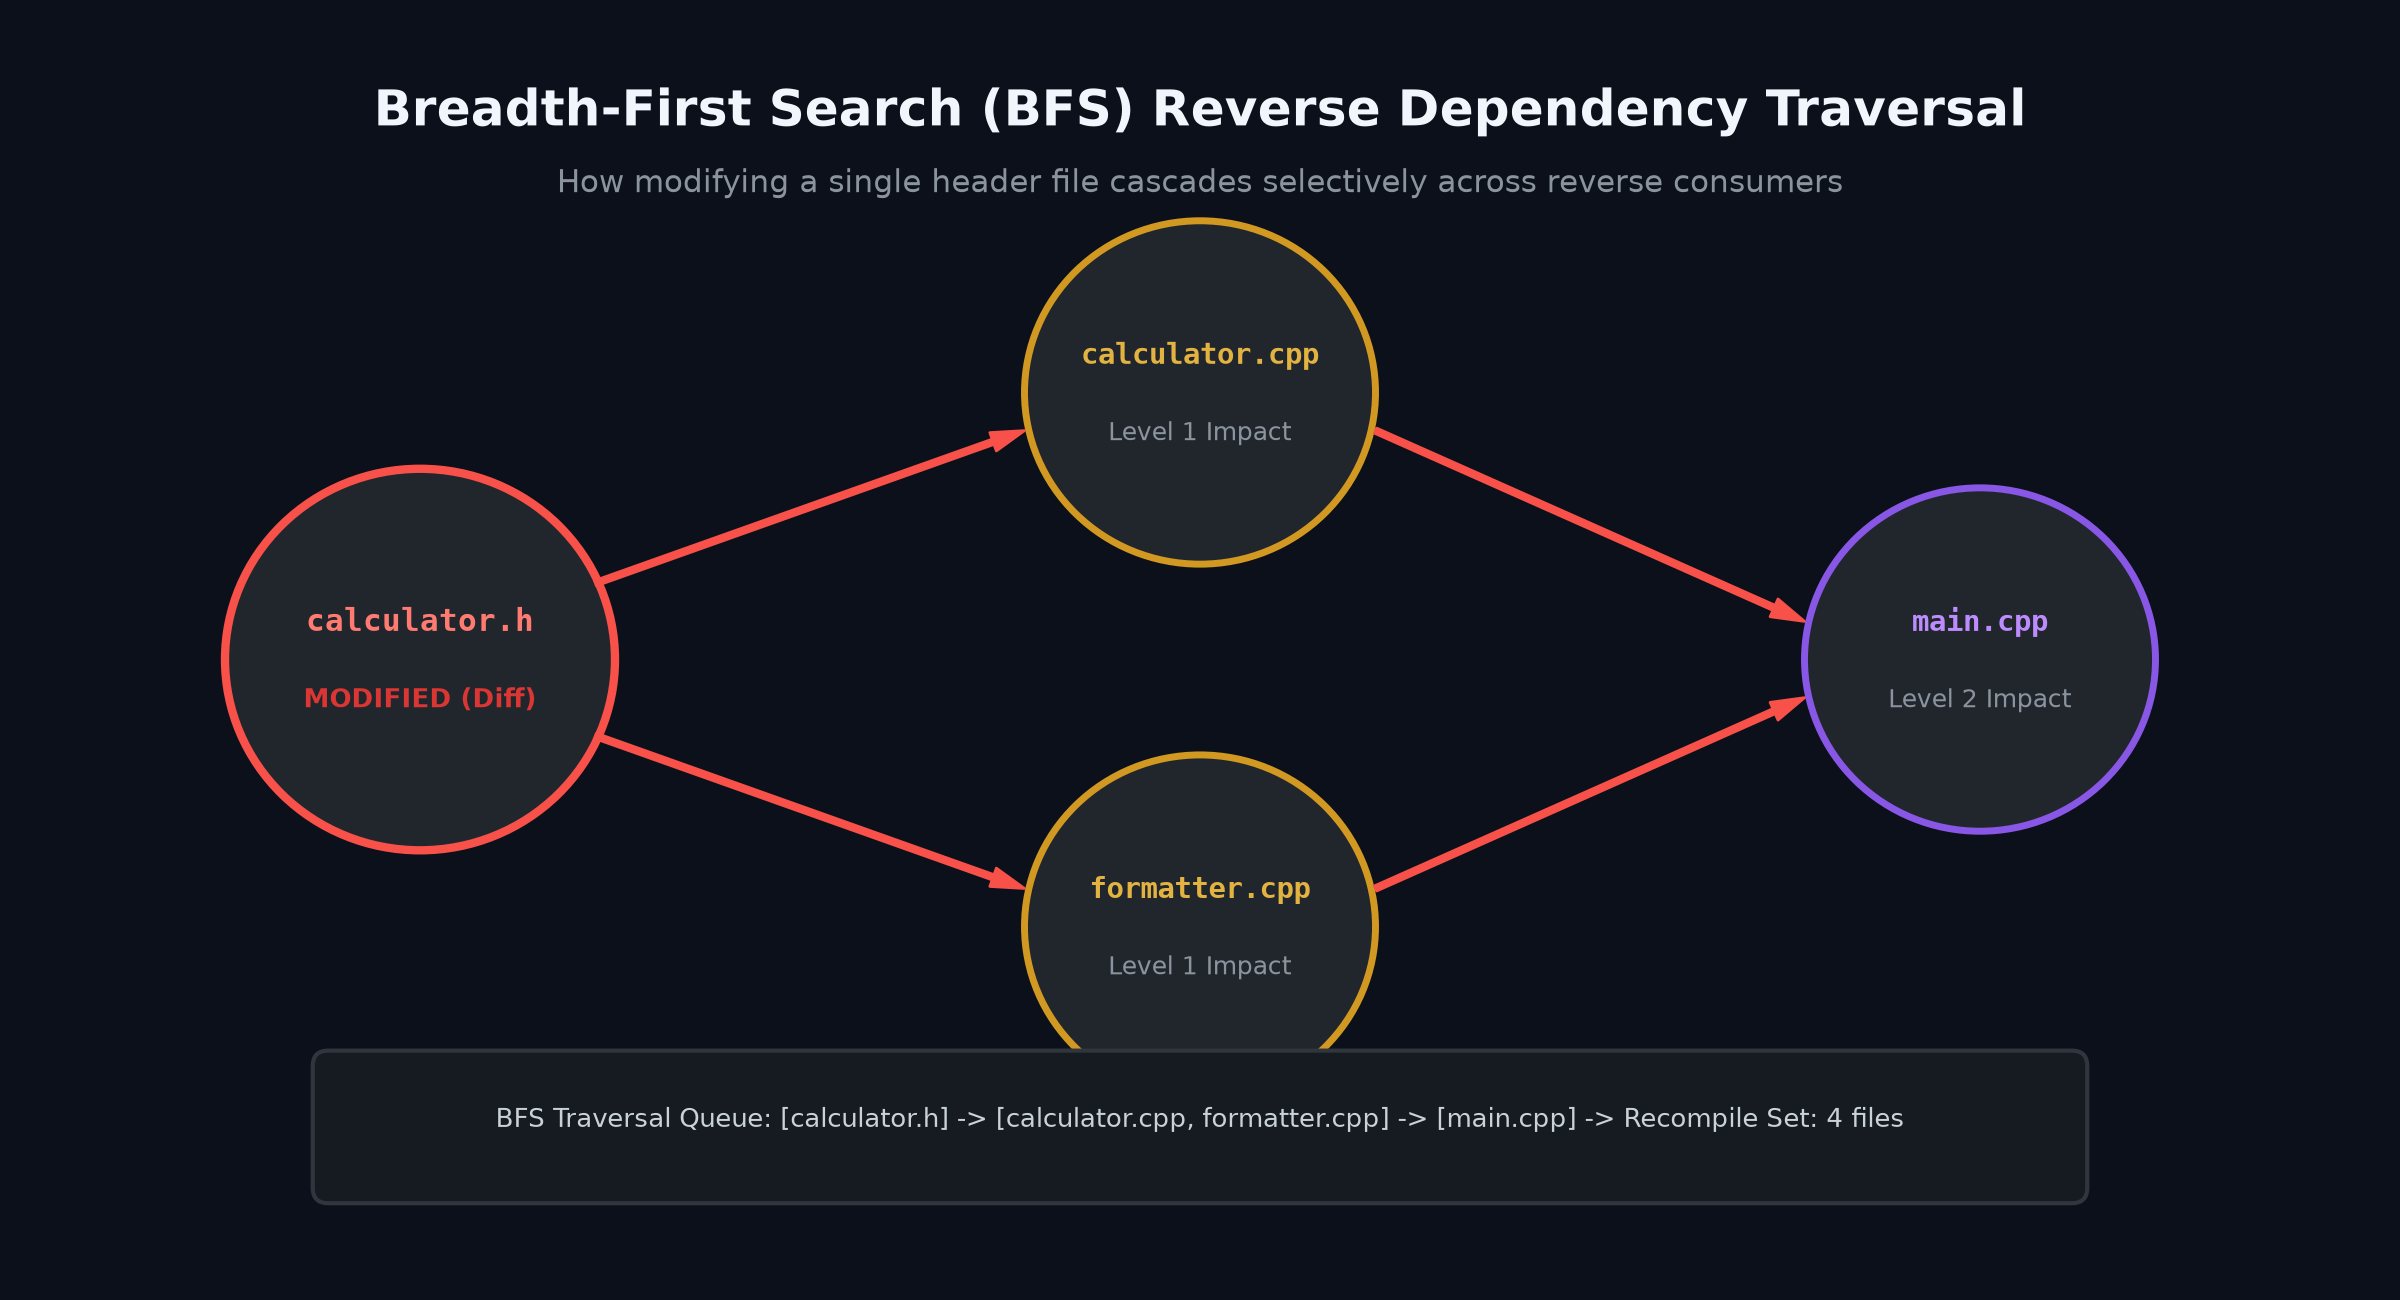 Breadth-First Search (BFS) Reverse Dependency Traversal
How modifying a single header file cascades selectively across reverse consumers
calculator.cpp
Level 1 Impact
calculator.h
MODIFIED (Diff)
main.cpp
Level 2 Impact
formatter.cpp
Level 1 Impact
BFS Traversal Queue: [calculator.h] -> [calculator.cpp, formatter.cpp] -> [main.cpp] -> Recompile Set: 4 files